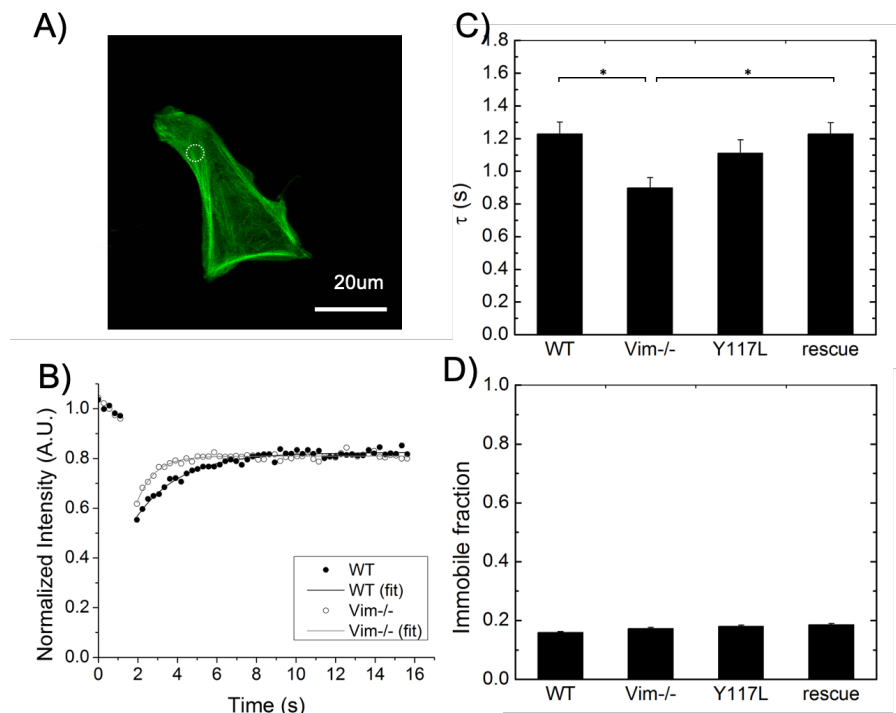 A)
20um
B)
Normalized Intensity (A.U.)
1.0
0.8
0.6
0.4
0.2
0.0
WT
WT (fit)
Vim-/-
Vim-/- (fit)
0 2 4 6 8 10 12 14 16
Time (s)
C)
τ (s)
1.8
1.6
1.4
1.2
1.0
0.8
0.6
0.4
0.2
0.0
* *
WT Vim-/- Y117L rescue
D)
Immobile fraction
1.0
0.8
0.6
0.4
0.2
0.0
WT Vim-/- Y117L rescue